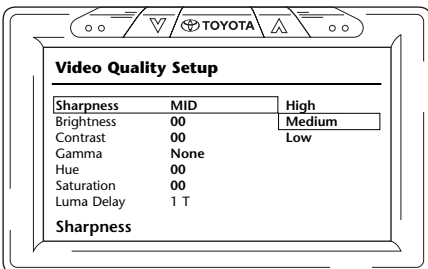 TOYOTA
Video Quality Setup
Sharpness MID High
Brightness 00 Medium
Contrast 00 Low
Gamma None
Hue 00
Saturation 00
Luma Delay 1 T
Sharpness